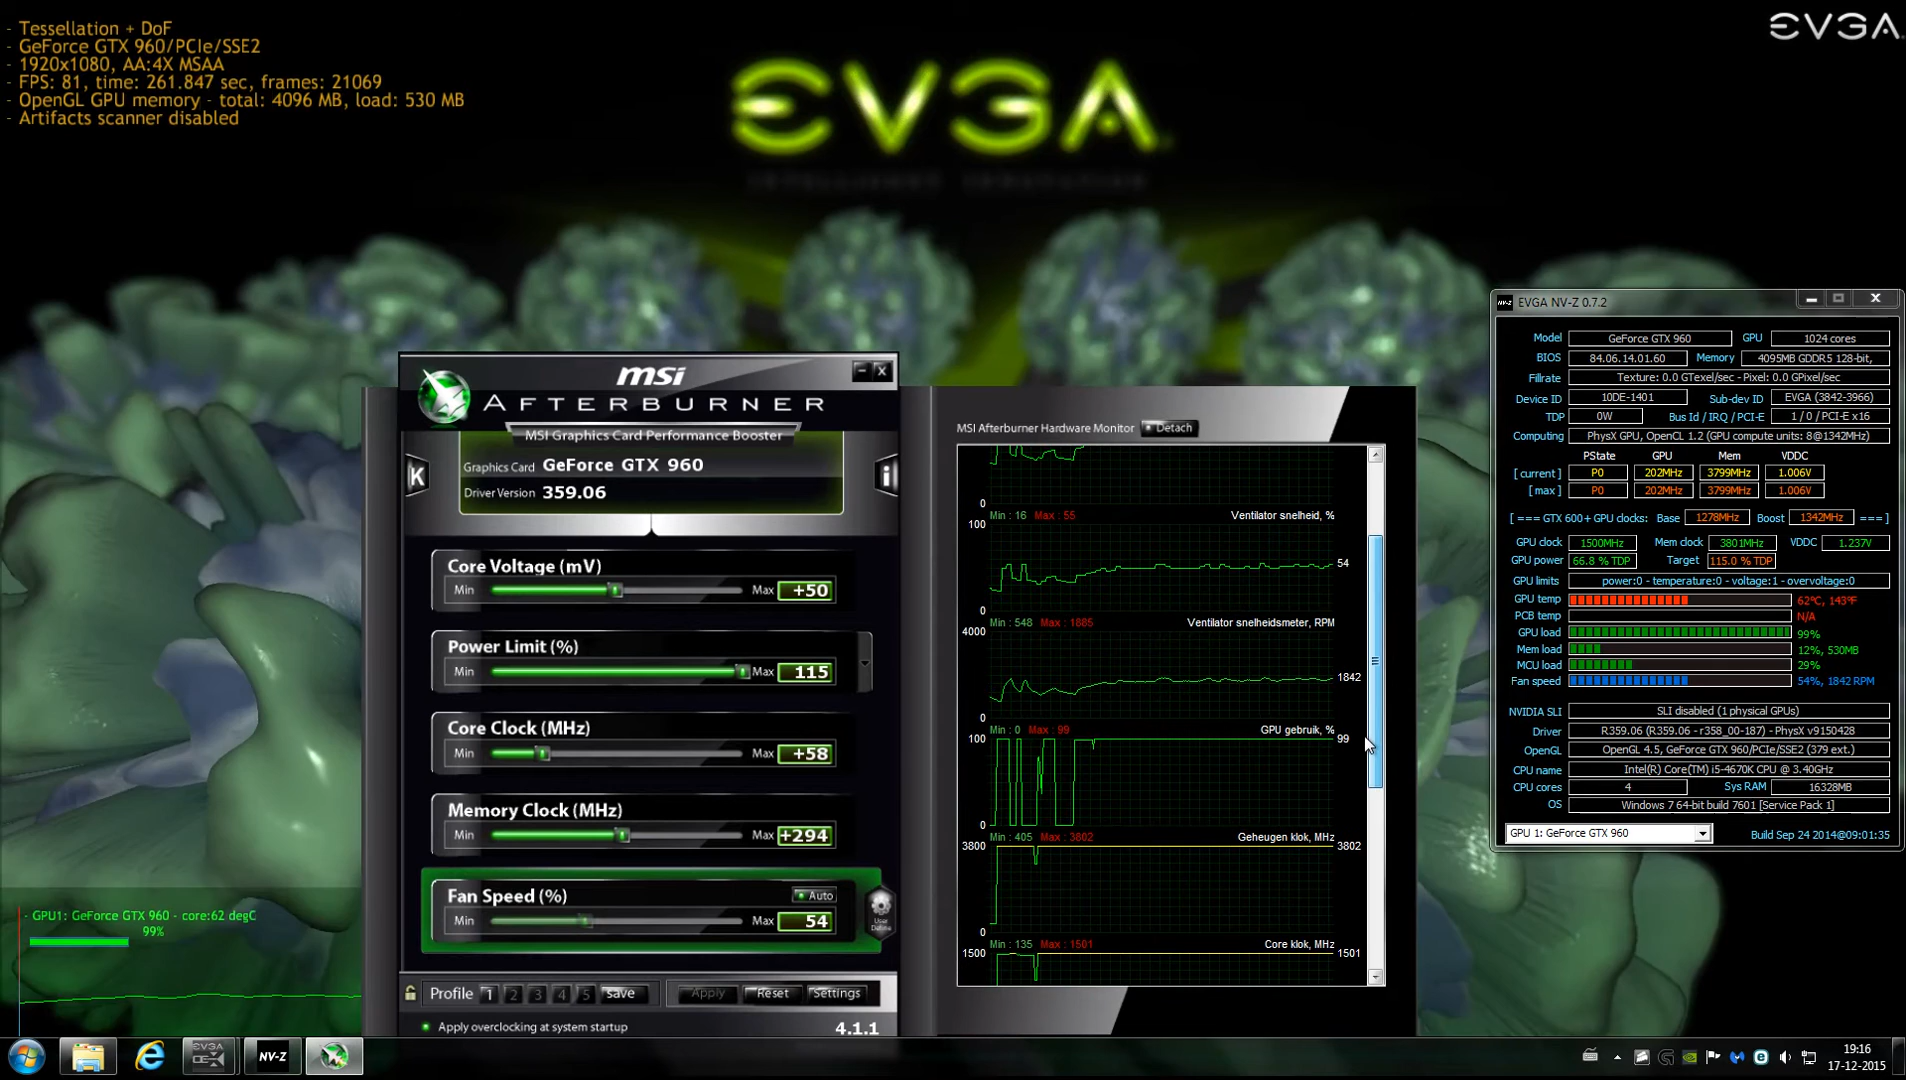 - Tessellation + DoF
- GeForce GTX 960/PCIe/SSE2
- 1920x1080, AA:4X MSAA
- FPS: 81, time: 261.847 sec, frames: 21069
- OpenGL GPU memory - total: 4096 MB, load: 530 MB
- Artifacts scanner disabled
EVGA
EVGA
INTELLIGENT INNOVATION
msi
AFTERBURNER
MSI Graphics Card Performance Booster
K
Graphics Card GeForce GTX 960
i
Driver Version 359.06
Core Voltage (mV)
Min Max +50
Power Limit (%)
Min Max 115
Core Clock (MHz)
Min Max +58
Memory Clock (MHz)
Min Max +294
Fan Speed (%) Auto
Min Max 54
User Define
Profile 1 2 3 4 5 save Apply Reset Settings
Apply overclocking at system startup 4.1.1
MSI Afterburner Hardware Monitor Detach
0
Min : 16 Max : 55 Ventilator snelheid, %
100
54
0
Min : 548 Max : 1885 Ventilator snelheidsmeter, RPM
4000
1842
0
Min : 0 Max : 99 GPU gebruik, %
100 99
0
Min : 405 Max : 3802 Geheugen klok, MHz
3800 3802
0
Min : 135 Max : 1501 Core klok, MHz
1500 1501
NV-Z EVGA NV-Z 0.7.2
Model GeForce GTX 960 GPU 1024 cores
BIOS 84.06.14.01.60 Memory 4095MB GDDR5 128-bit,
Fillrate Texture: 0.0 GTexel/sec - Pixel: 0.0 GPixel/sec
Device ID 10DE-1401 Sub-dev ID EVGA (3842-3966)
TDP 0W Bus Id / IRQ / PCI-E 1 / 0 / PCI-E x16
Computing PhysX GPU, OpenCL 1.2 (GPU compute units: 8@1342MHz)
PState GPU Mem VDDC
[ current ] P0 202MHz 3799MHz 1.006V
[ max ] P0 202MHz 3799MHz 1.006V
[ === GTX 600+ GPU clocks: Base 1278MHz Boost 1342MHz === ]
GPU clock 1500MHz Mem clock 3801MHz VDDC 1.237V
GPU power 66.8 % TDP Target 115.0 % TDP
GPU limits power:0 - temperature:0 - voltage:1 - overvoltage:0
GPU temp 62ºC, 143ºF
PCB temp N/A
GPU load 99%
Mem load 12%, 530MB
MCU load 29%
Fan speed 54%, 1842 RPM
NVIDIA SLI SLI disabled (1 physical GPUs)
Driver R359.06 (R359.06 - r358_00-187) - PhysX v9150428
OpenGL OpenGL 4.5, GeForce GTX 960/PCIe/SSE2 (379 ext.)
CPU name Intel(R) Core(TM) i5-4670K CPU @ 3.40GHz
CPU cores 4 Sys RAM 16328MB
OS Windows 7 64-bit build 7601 [Service Pack 1]
GPU 1: GeForce GTX 960 Build Sep 24 2014@09:01:35
- GPU1: GeForce GTX 960 - core:62 degC
99%
EVGA
NV-Z
19:16
17-12-2015